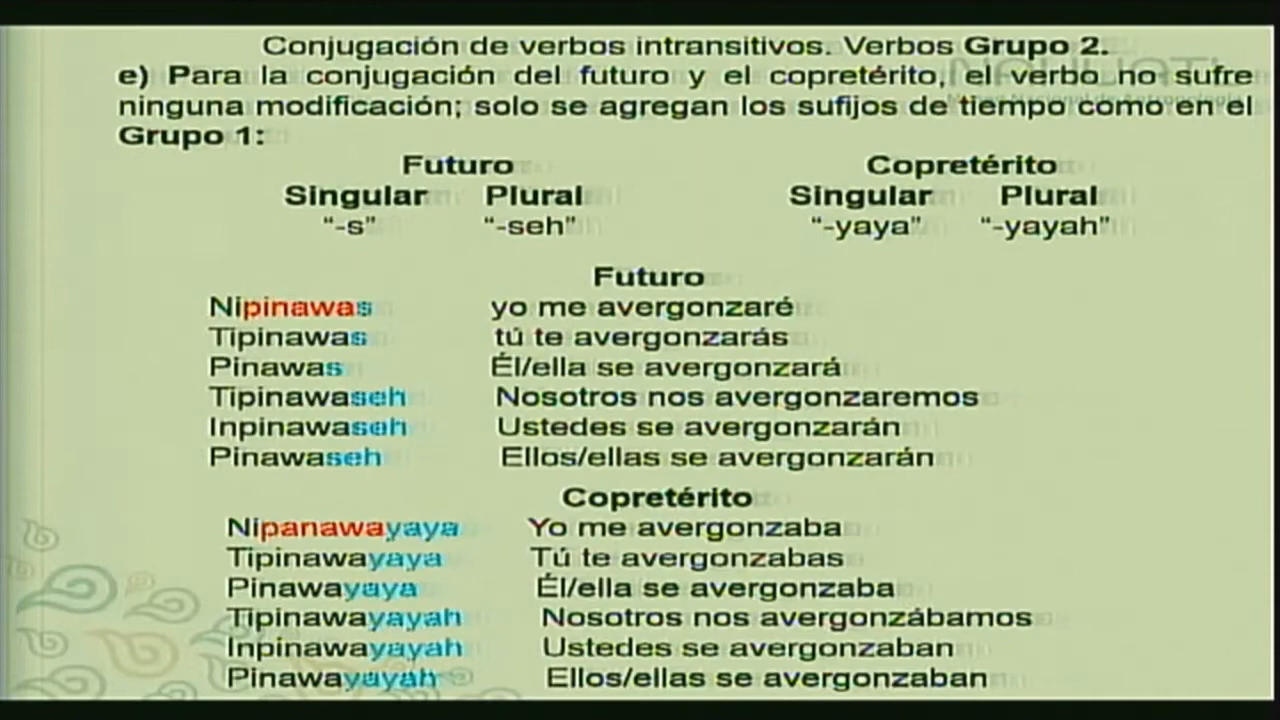 Conjugación de verbos intransitivos. Verbos Grupo 2.
e) Para la conjugación del futuro y el copretérito, el verbo no sufre
ninguna modificación; solo se agregan los sufijos de tiempo como en el
Grupo 1:
Futuro Copretérito
Singular Plural Singular Plural
“-s” “-seh” “-yaya” “-yayah”
Futuro
Nipinawas yo me avergonzaré
Tipinawas tú te avergonzarás
Pinawas Él/ella se avergonzará
Tipinawaseh Nosotros nos avergonzaremos
Inpinawaseh Ustedes se avergonzarán
Pinawaseh Ellos/ellas se avergonzarán
Copretérito
Nipanawayaya Yo me avergonzaba
Tipinawayaya Tú te avergonzabas
Pinawayaya Él/ella se avergonzaba
Tipinawayayah Nosotros nos avergonzábamos
Inpinawayayah Ustedes se avergonzaban
Pinawayayah Ellos/ellas se avergonzaban